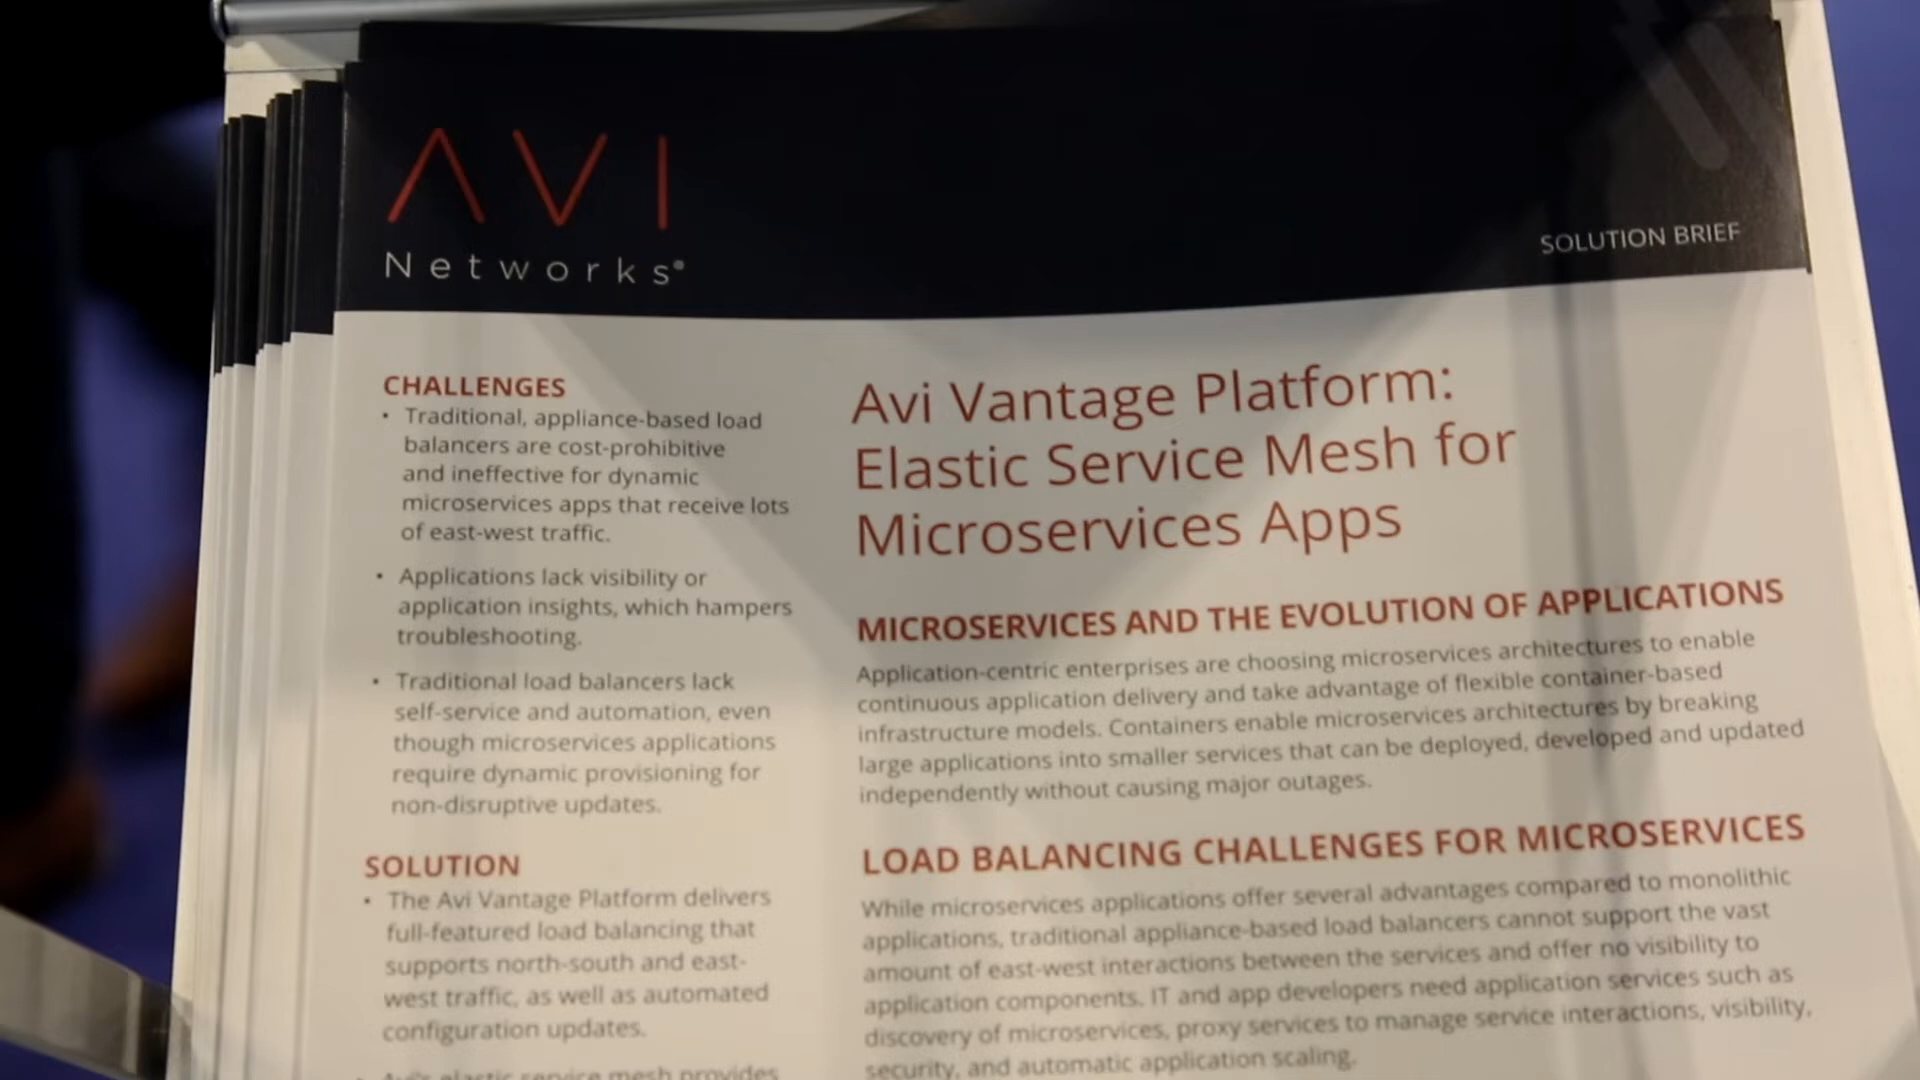 AVI
Networks®
SOLUTION BRIEF
CHALLENGES
• Traditional, appliance-based load
balancers are cost-prohibitive
and ineffective for dynamic
microservices apps that receive lots
of east-west traffic.
• Applications lack visibility or
application insights, which hampers
troubleshooting.
• Traditional load balancers lack
self-service and automation, even
though microservices applications
require dynamic provisioning for
non-disruptive updates.
SOLUTION
• The Avi Vantage Platform delivers
full-featured load balancing that
supports north-south and east-
west traffic, as well as automated
configuration updates.
• Avi's elastic service mesh provides
Avi Vantage Platform:
Elastic Service Mesh for
Microservices Apps
MICROSERVICES AND THE EVOLUTION OF APPLICATIONS
Application-centric enterprises are choosing microservices architectures to enable
continuous application delivery and take advantage of flexible container-based
infrastructure models. Containers enable microservices architectures by breaking
large applications into smaller services that can be deployed, developed and updated
independently without causing major outages.
LOAD BALANCING CHALLENGES FOR MICROSERVICES
While microservices applications offer several advantages compared to monolithic
applications, traditional appliance-based load balancers cannot support the vast
amount of east-west interactions between the services and offer no visibility to
application components. IT and app developers need application services such as
discovery of microservices, proxy services to manage service interactions, visibility,
security, and automatic application scaling.